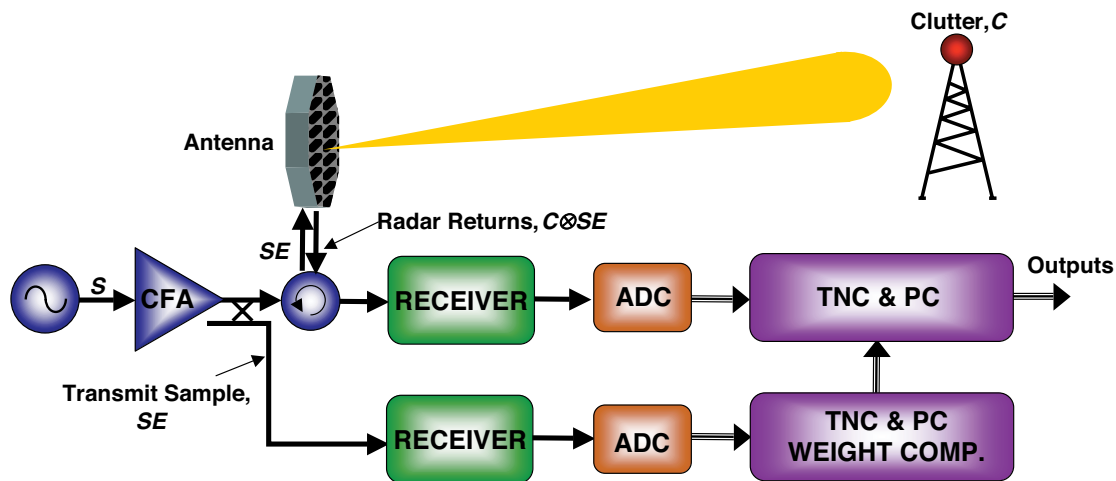 Clutter, C
Antenna
Radar Returns, C⊗SE
SE
S
CFA
RECEIVER
ADC
TNC & PC
Outputs
Transmit Sample,
SE
RECEIVER
ADC
TNC & PC
WEIGHT COMP.